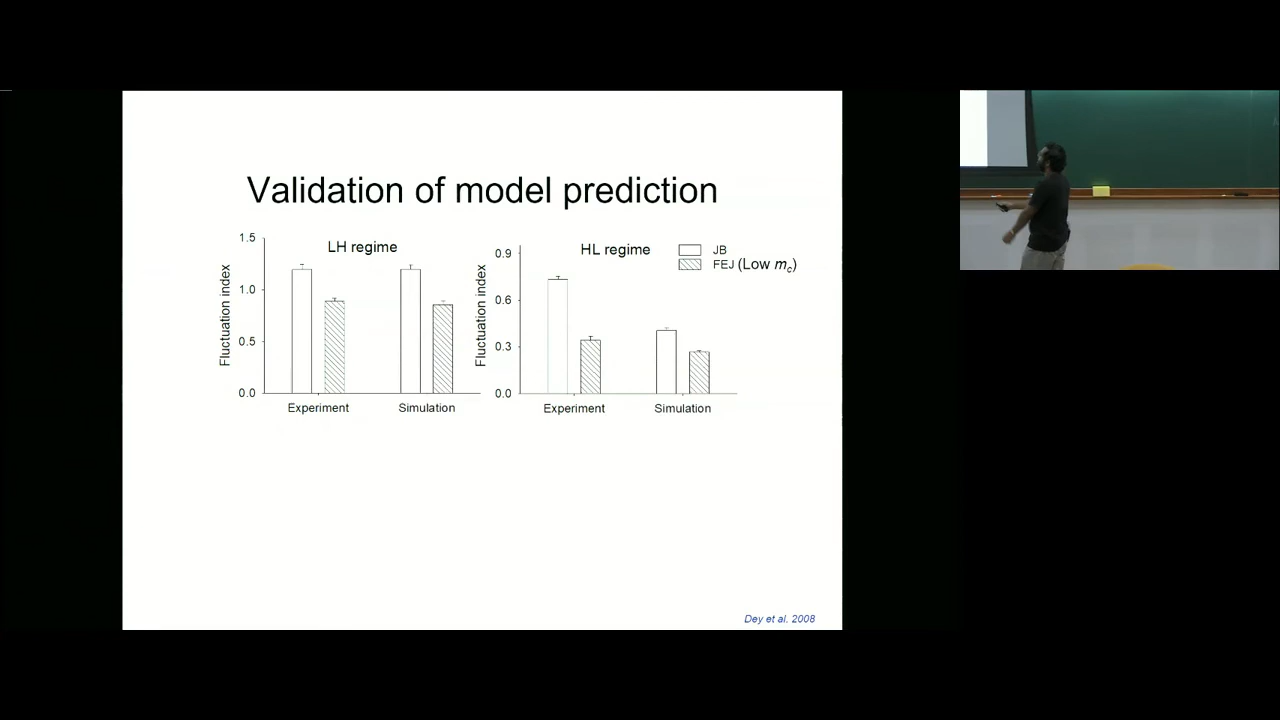 Validation of model prediction
LH regime
Fluctuation index
1.5
1.0
0.5
0.0
Experiment
Simulation
HL regime
JB
FEJ (Low mc)
Fluctuation index
0.9
0.6
0.3
0.0
Experiment
Simulation
Dey et al. 2008